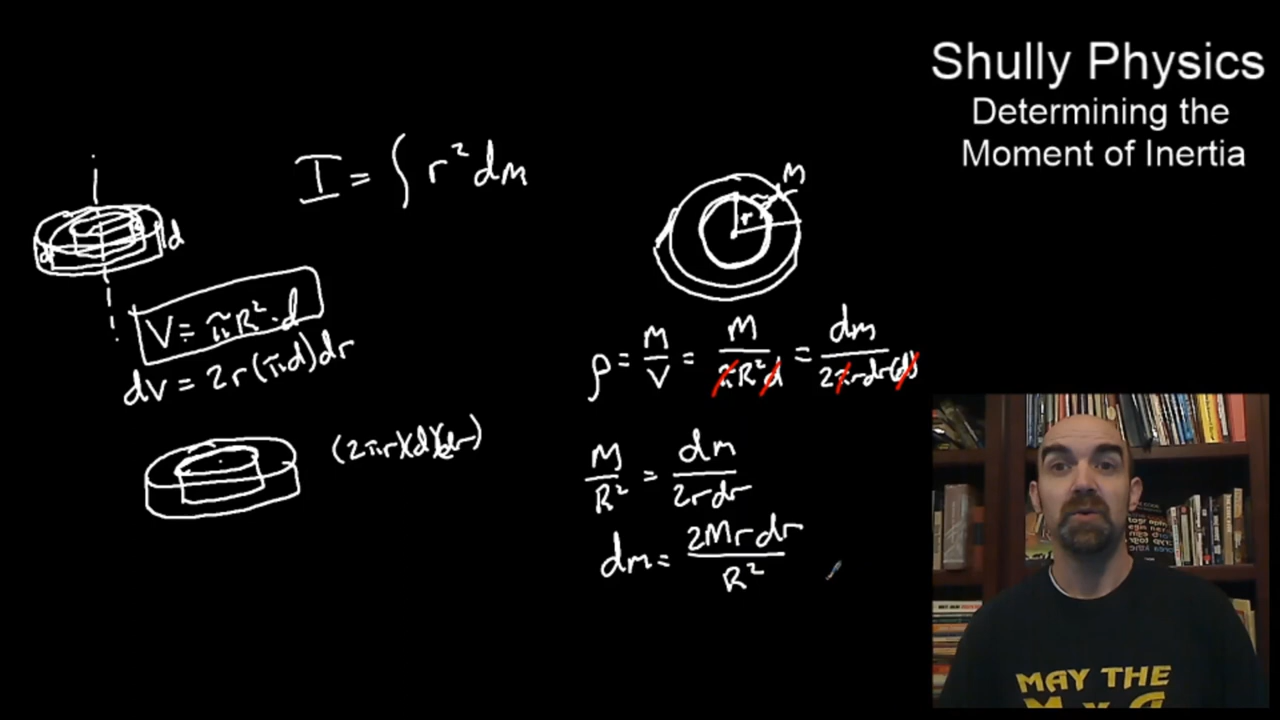 Shully Physics
Determining the
Moment of Inertia
I = ∫ r² dm
d
d
V = πR²·d
dV = 2r(πd)dr
(2πr)(d)(dr)
M
r
ρ = M/V = M/(πR²d) = dm/(2πrdr(d))
M/R² = dm/(2rdr)
dm = 2Mrdr/R²
MAY THE